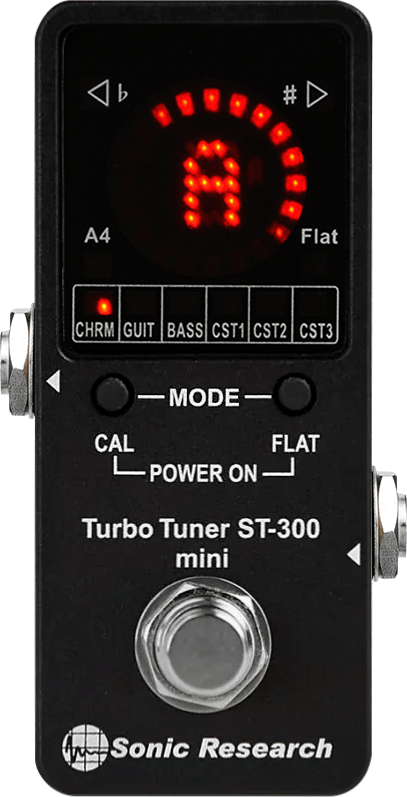 ♭ ♯
A
A4 Flat
CHRM GUIT BASS CST1 CST2 CST3
MODE
CAL FLAT
POWER ON
Turbo Tuner ST-300
mini
Sonic Research